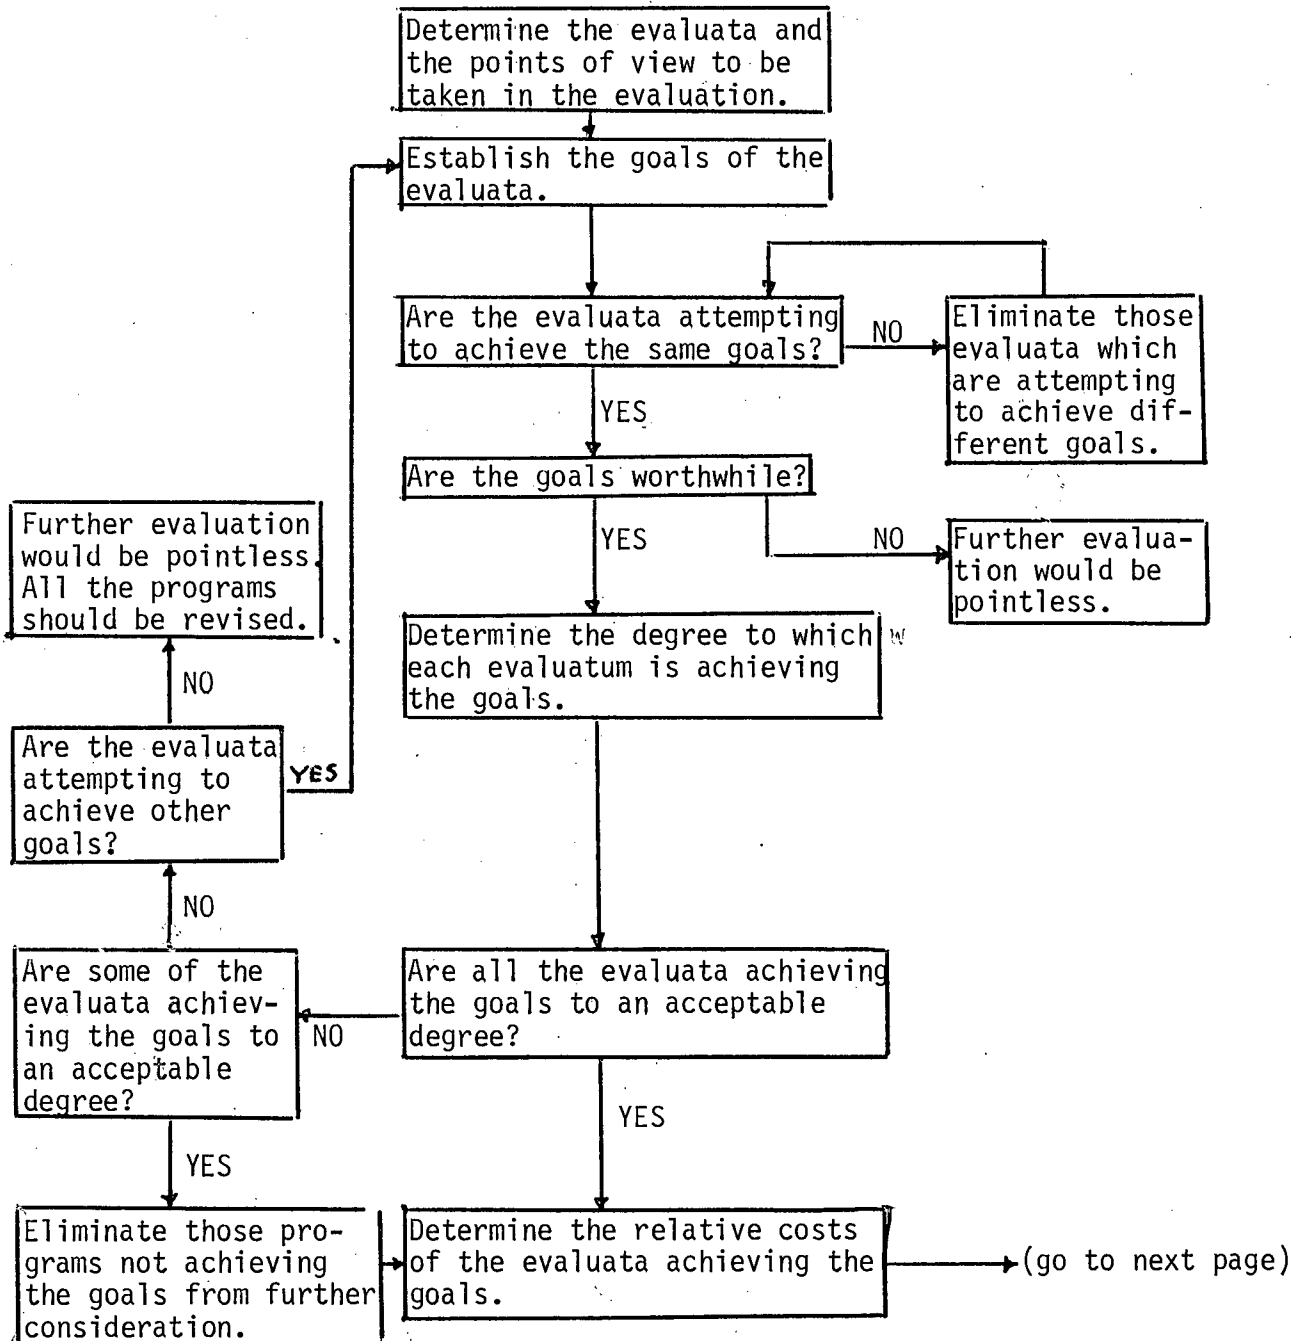 Determine the evaluata and
the points of view to be
taken in the evaluation.
Establish the goals of the
evaluata.
Are the evaluata attempting
to achieve the same goals?
NO
Eliminate those
evaluata which
are attempting
to achieve dif-
ferent goals.
YES
Are the goals worthwhile?
YES
NO
Further evalua-
tion would be
pointless.
Further evaluation
would be pointless.
All the programs
should be revised.
Determine the degree to which w
each evaluatum is achieving
the goals.
NO
Are the evaluata
attempting to
achieve other
goals?
YES
NO
Are some of the
evaluata achiev-
ing the goals to
an acceptable
degree?
NO
Are all the evaluata achieving
the goals to an acceptable
degree?
YES
YES
Eliminate those pro-
grams not achieving
the goals from further
consideration.
Determine the relative costs
of the evaluata achieving the
goals.
(go to next page)